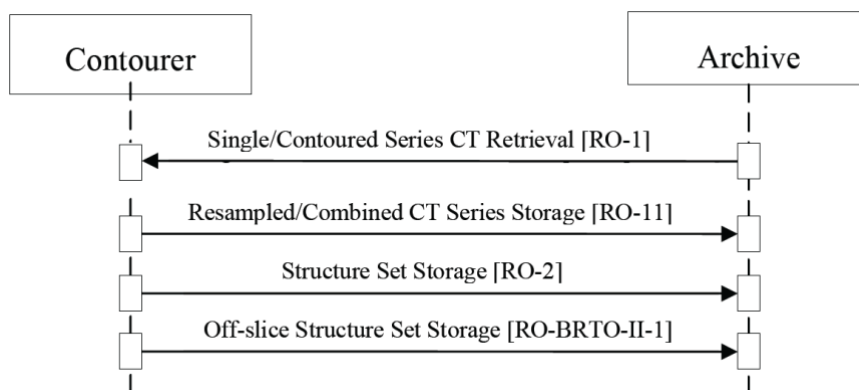 Contourer
Archive
Single/Contoured Series CT Retrieval [RO-1]
Resampled/Combined CT Series Storage [RO-11]
Structure Set Storage [RO-2]
Off-slice Structure Set Storage [RO-BRTO-II-1]